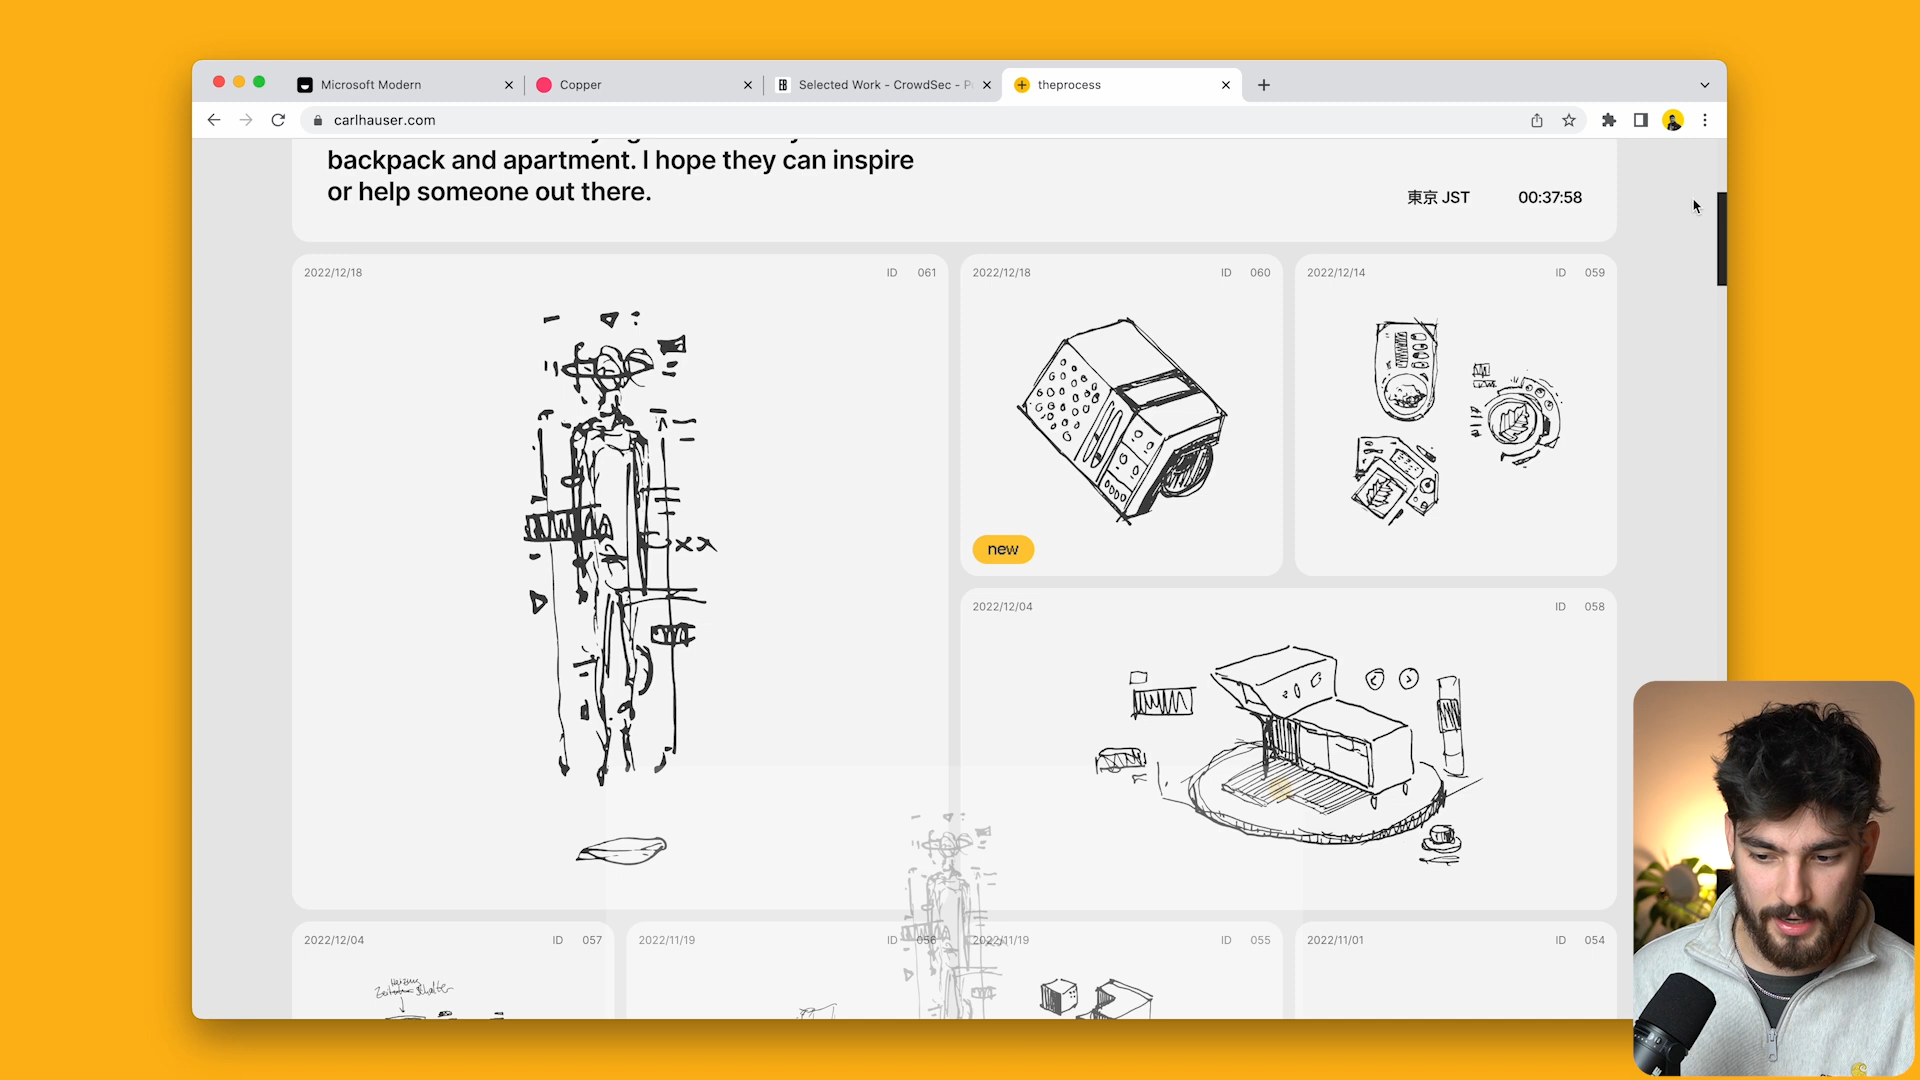 Microsoft Modern
Copper
Selected Work - CrowdSec - P
theprocess
carlhauser.com
backpack and apartment. I hope they can inspire
or help someone out there.
東京 JST 00:37:58
2022/12/18 ID 061
2022/12/18 ID 060
2022/12/14 ID 059
new
2022/12/04 ID 058
2022/12/04 ID 057
2022/11/19 ID 056
2022/11/19 ID 055
2022/11/01 ID 054